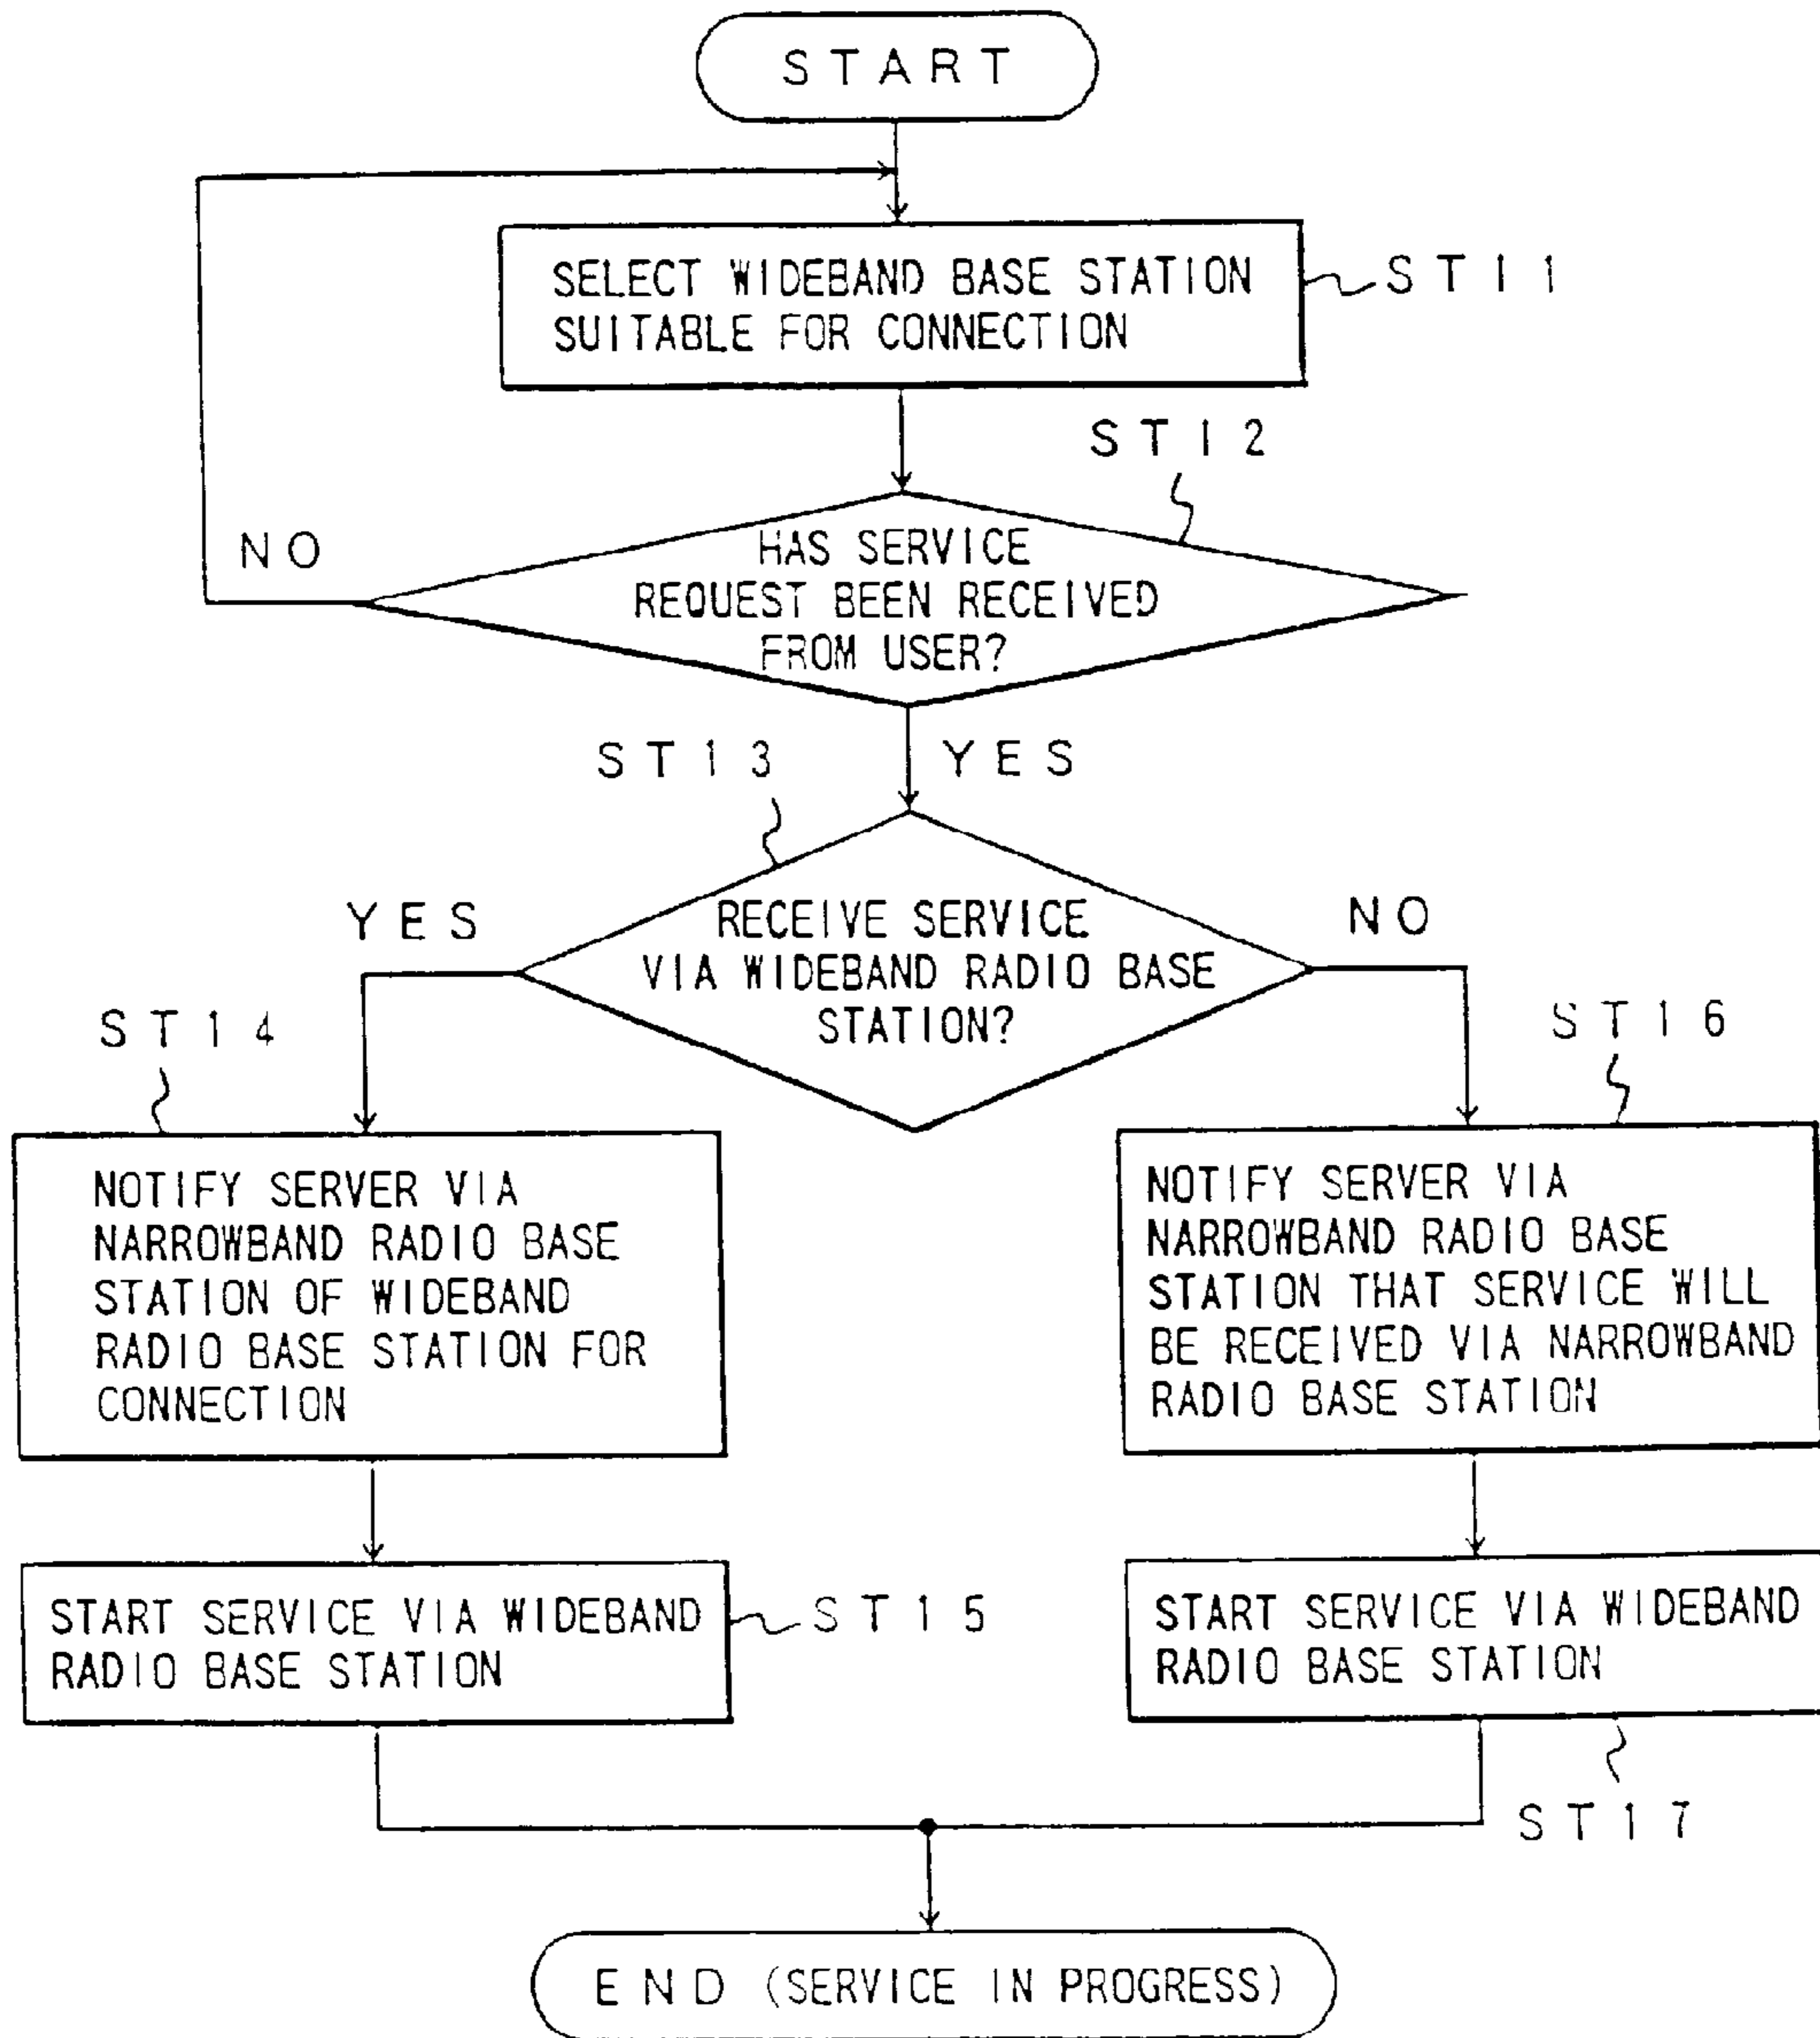 START
SELECT WIDEBAND BASE STATION
SUITABLE FOR CONNECTION
ST11
ST12
HAS SERVICE
REQUEST BEEN RECEIVED
FROM USER?
NO
YES
ST13
RECEIVE SERVICE
VIA WIDEBAND RADIO BASE
STATION?
YES
NO
ST14
NOTIFY SERVER VIA
NARROWBAND RADIO BASE
STATION OF WIDEBAND
RADIO BASE STATION FOR
CONNECTION
ST16
NOTIFY SERVER VIA
NARROWBAND RADIO BASE
STATION THAT SERVICE WILL
BE RECEIVED VIA NARROWBAND
RADIO BASE STATION
START SERVICE VIA WIDEBAND
RADIO BASE STATION
ST15
START SERVICE VIA WIDEBAND
RADIO BASE STATION
ST17
END (SERVICE IN PROGRESS)